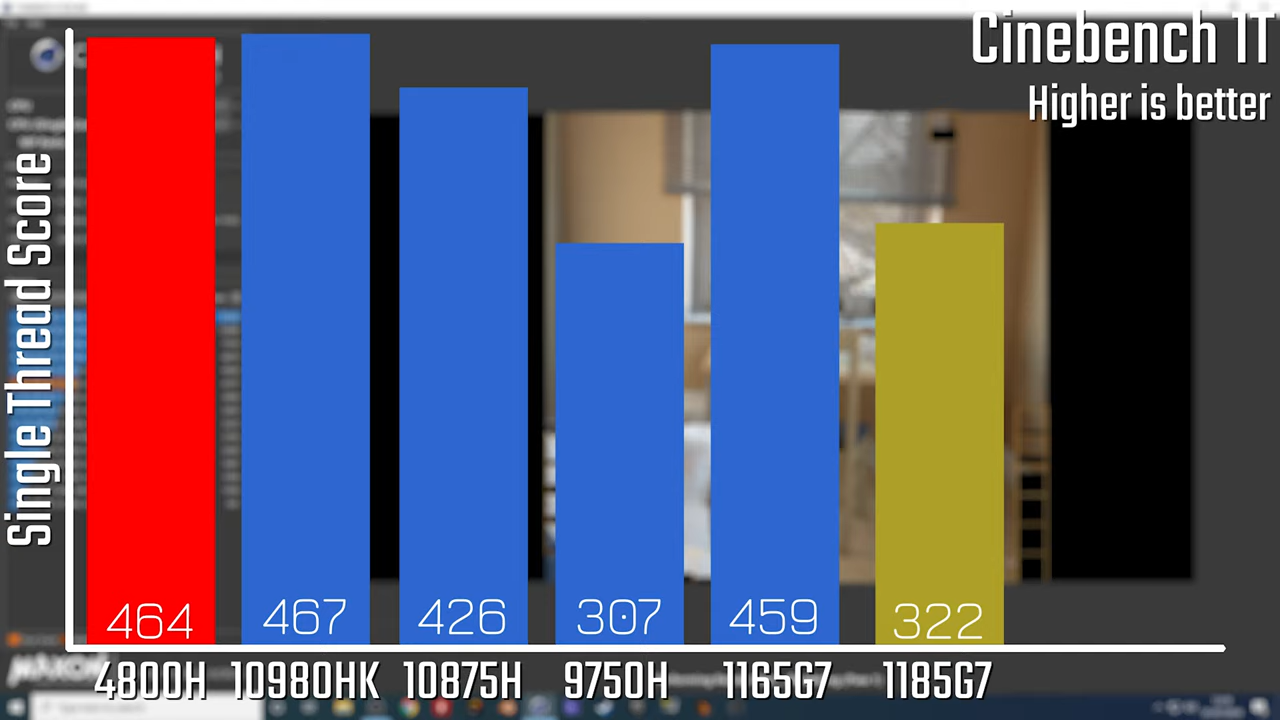 Cinebench 1T
Higher is better
Single Thread Score
464 467 426 307 459 322
4800H 10980HK 10875H 9750H 1165G7 1185G7
MAXON